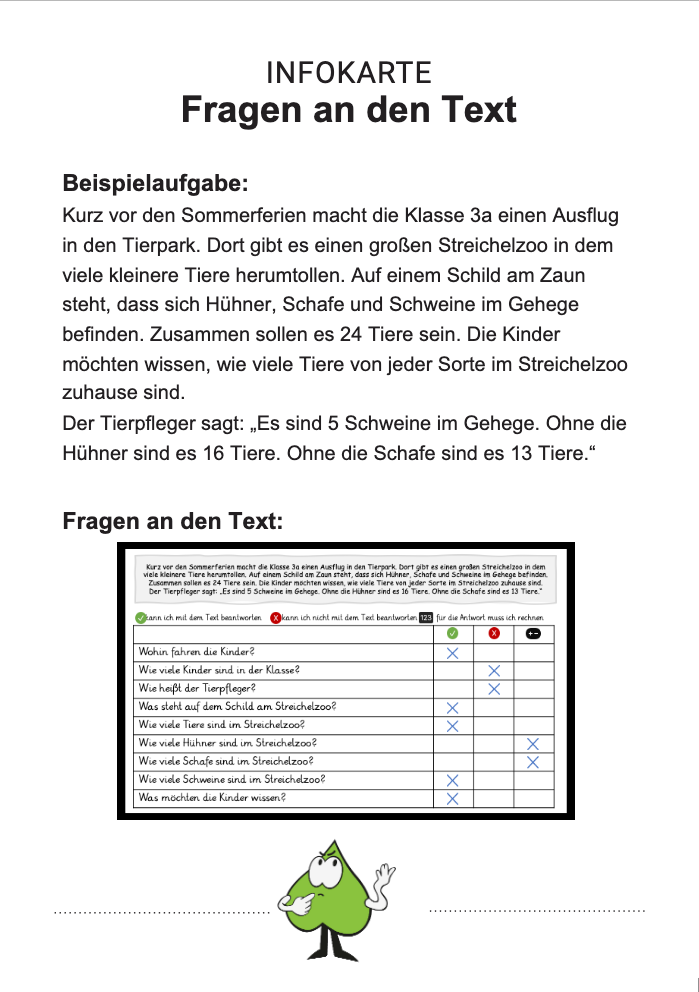 INFOKARTE
Fragen an den Text
Beispielaufgabe:
Kurz vor den Sommerferien macht die Klasse 3a einen Ausflug
in den Tierpark. Dort gibt es einen großen Streichelzoo in dem
viele kleinere Tiere herumtollen. Auf einem Schild am Zaun
steht, dass sich Hühner, Schafe und Schweine im Gehege
befinden. Zusammen sollen es 24 Tiere sein. Die Kinder
möchten wissen, wie viele Tiere von jeder Sorte im Streichelzoo
zuhause sind.
Der Tierpfleger sagt: „Es sind 5 Schweine im Gehege. Ohne die
Hühner sind es 16 Tiere. Ohne die Schafe sind es 13 Tiere.“
Fragen an den Text:
Kurz vor den Sommerferien macht die Klasse 3a einen Ausflug in den Tierpark. Dort gibt es einen großen Streichelzoo in dem
viele kleinere Tiere herumtollen. Auf einem Schild am Zaun steht, dass sich Hühner, Schafe und Schweine im Gehege befinden.
Zusammen sollen es 24 Tiere sein. Die Kinder möchten wissen, wie viele Tiere von jeder Sorte im Streichelzoo zuhause sind.
Der Tierpfleger sagt: „Es sind 5 Schweine im Gehege. Ohne die Hühner sind es 16 Tiere. Ohne die Schafe sind es 13 Tiere.“
✓ kann ich mit dem Text beantworten X kann ich nicht mit dem Text beantworten 123 für die Antwort muss ich rechnen
✓ X + -
Wohin fahren die Kinder? X
Wie viele Kinder sind in der Klasse? X
Wie heißt der Tierpfleger? X
Was steht auf dem Schild am Streichelzoo? X
Wie viele Tiere sind im Streichelzoo? X
Wie viele Hühner sind im Streichelzoo? X
Wie viele Schafe sind im Streichelzoo? X
Wie viele Schweine sind im Streichelzoo? X
Was möchten die Kinder wissen? X